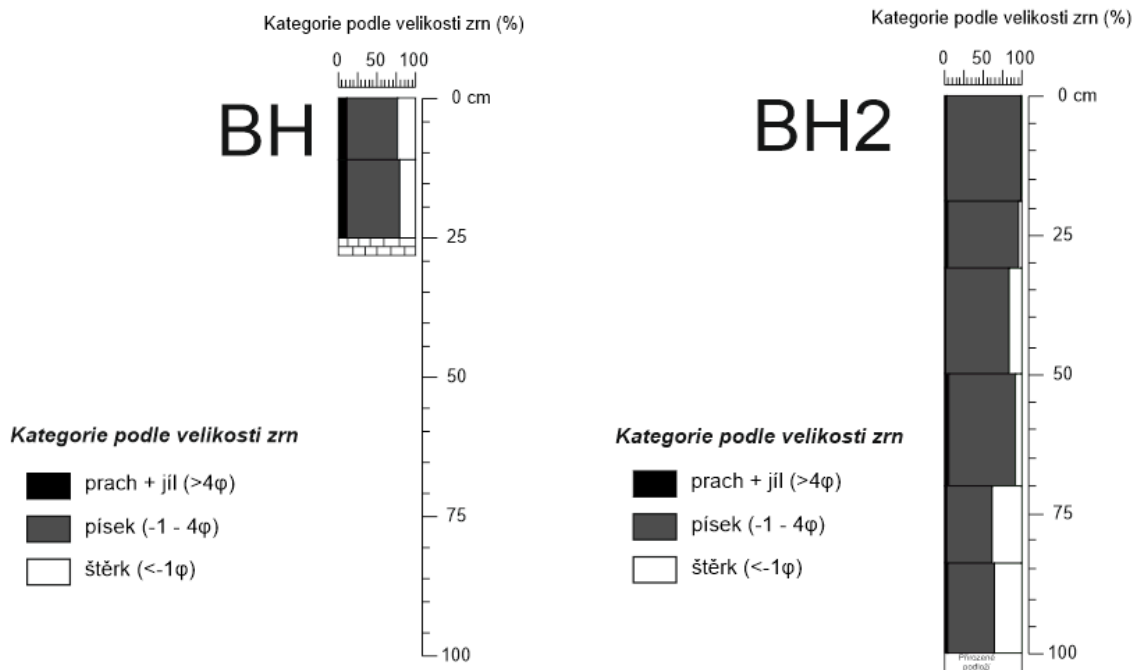 Kategorie podle velikosti zrn (%)
0 50 100
BH
0 cm
25
50
75
100
Kategorie podle velikosti zrn
prach + jíl (>4φ)
písek (-1 - 4φ)
štěrk (<-1φ)
Kategorie podle velikosti zrn (%)
0 50 100
BH2
0 cm
25
50
75
100
Kategorie podle velikosti zrn
prach + jíl (>4φ)
písek (-1 - 4φ)
štěrk (<-1φ)
Přirozené
podloží